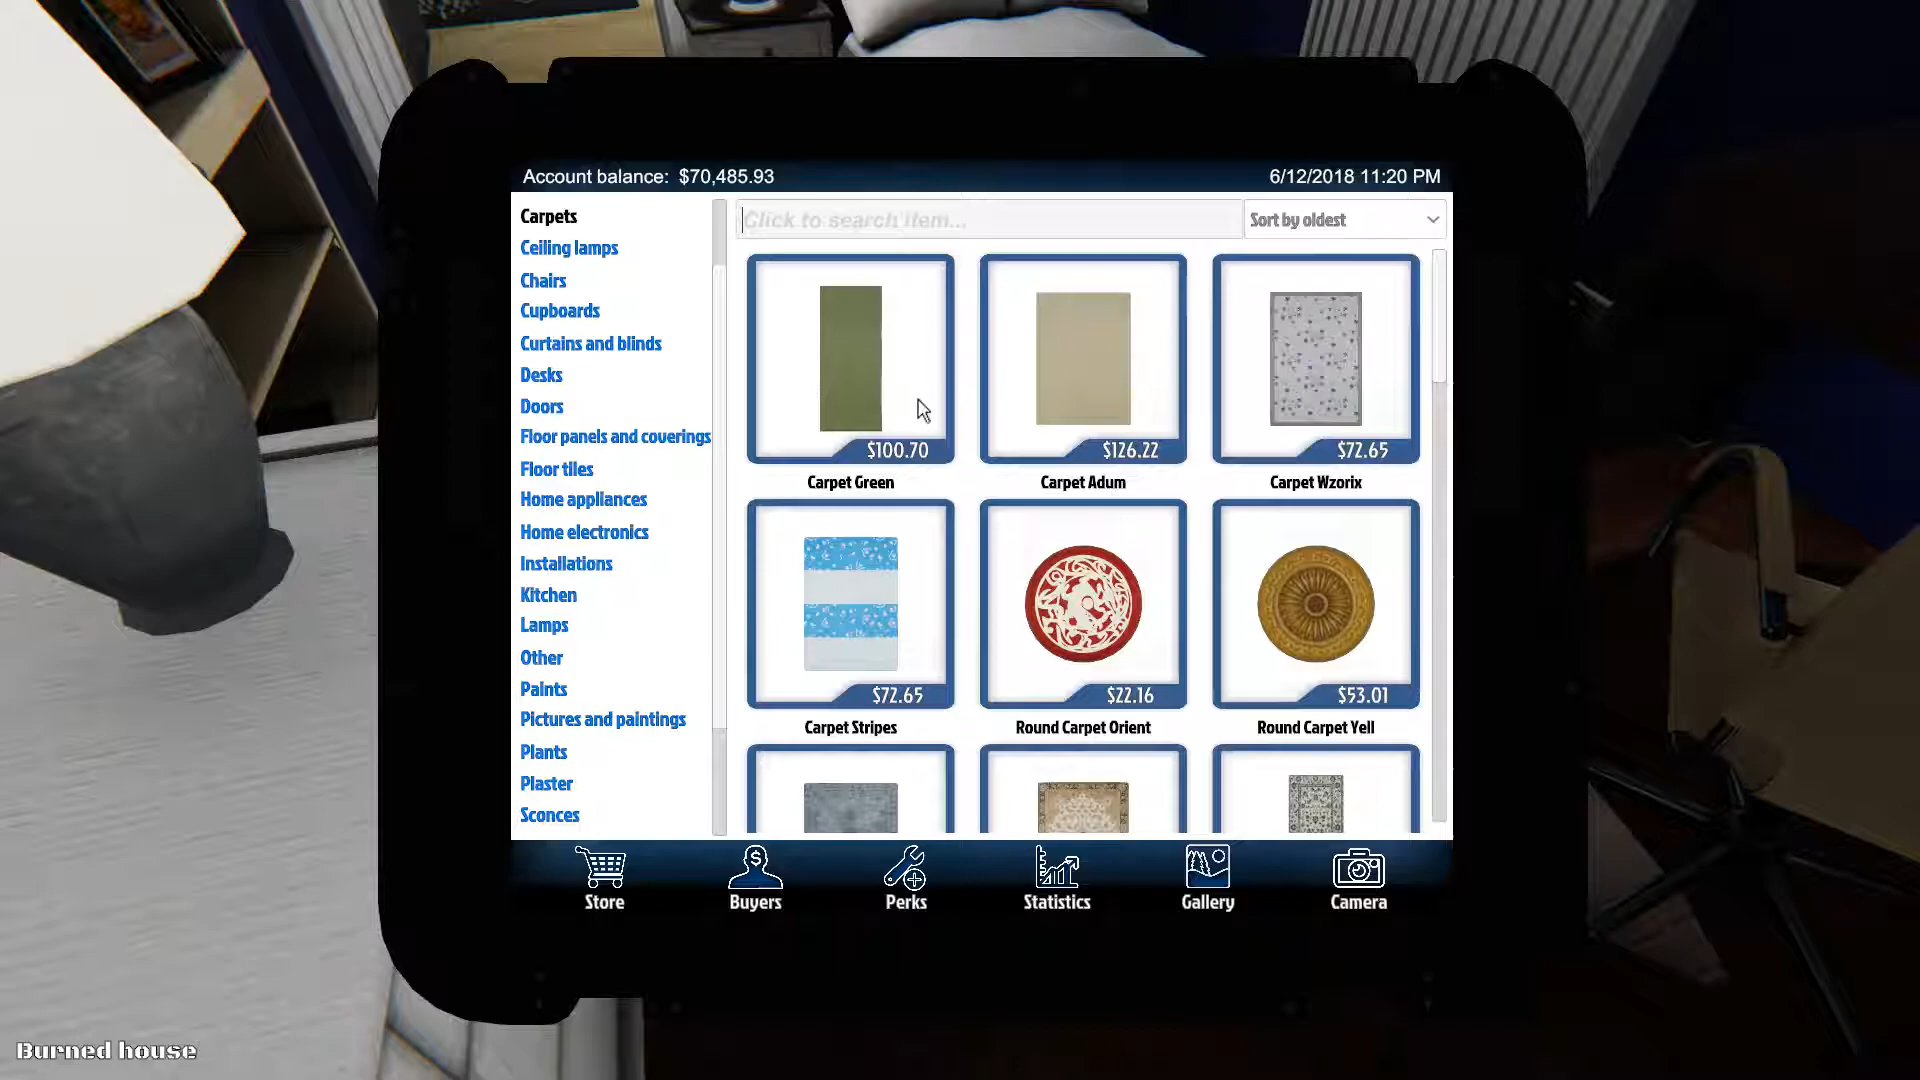 Account balance: $70,485.93
6/12/2018 11:20 PM
Carpets
Ceiling lamps
Chairs
Cupboards
Curtains and blinds
Desks
Doors
Floor panels and coverings
Floor tiles
Home appliances
Home electronics
Installations
Kitchen
Lamps
Other
Paints
Pictures and paintings
Plants
Plaster
Sconces
Click to search item...
Sort by oldest
$100.70
$126.22
$72.65
Carpet Green
Carpet Adum
Carpet Wzorix
$72.65
$22.16
$53.01
Carpet Stripes
Round Carpet Orient
Round Carpet Yell
Store
Buyers
Perks
Statistics
Gallery
Camera
Burned house